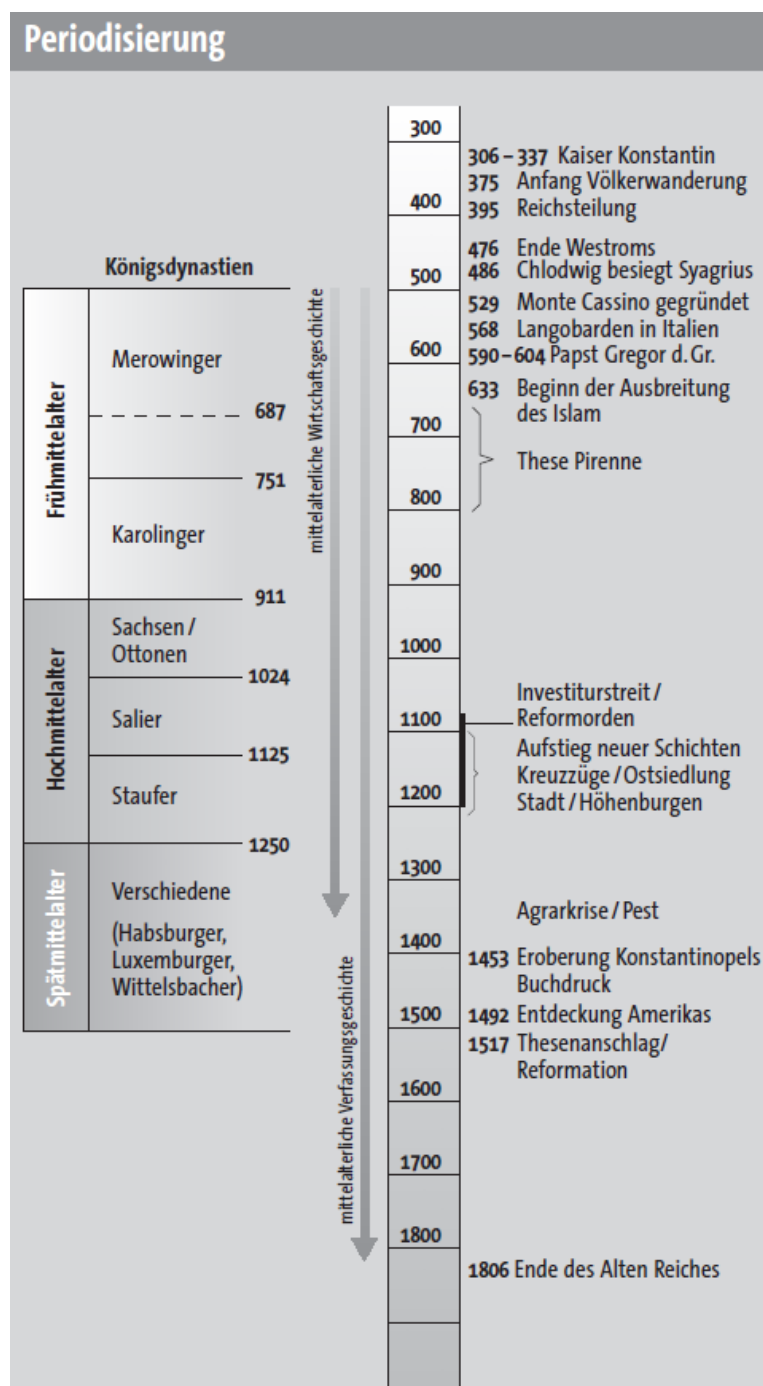 Periodisierung
Königsdynastien
Frühmittelalter
Merowinger
687
751
Karolinger
911
Hochmittelalter
Sachsen /
Ottonen
1024
Salier
1125
Staufer
1250
Spätmittelalter
Verschiedene
(Habsburger,
Luxemburger,
Wittelsbacher)
mittelalterliche Wirtschaftsgeschichte
mittelalterliche Verfassungsgeschichte
300
400
500
600
700
800
900
1000
1100
1200
1300
1400
1500
1600
1700
1800
306 – 337 Kaiser Konstantin
375 Anfang Völkerwanderung
395 Reichsteilung
476 Ende Westroms
486 Chlodwig besiegt Syagrius
529 Monte Cassino gegründet
568 Langobarden in Italien
590 – 604 Papst Gregor d. Gr.
633 Beginn der Ausbreitung
des Islam
These Pirenne
Investiturstreit /
Reformorden
Aufstieg neuer Schichten
Kreuzzüge / Ostsiedlung
Stadt / Höhenburgen
Agrarkrise / Pest
1453 Eroberung Konstantinopels
Buchdruck
1492 Entdeckung Amerikas
1517 Thesenanschlag/
Reformation
1806 Ende des Alten Reiches